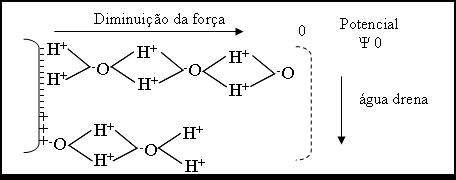 Diminuição da força
0
Potencial
Ψ 0
H⁺ H⁺ H⁺
⁻O ⁻O ⁻O
H⁺ H⁺ H⁺
água drena
+
+
+
H⁺ H⁺
⁻O ⁻O
H⁺ H⁺